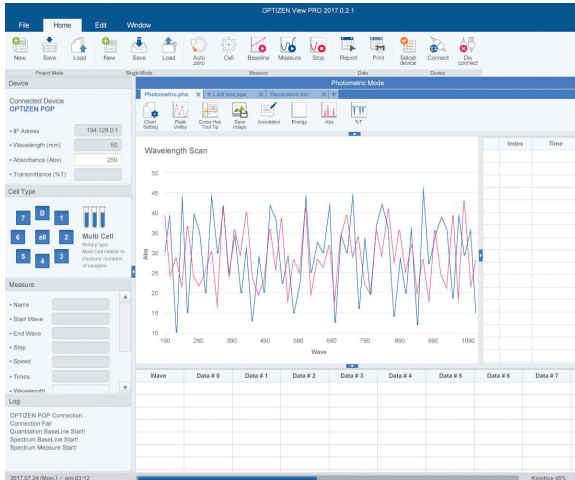 OPTIZEN View PRO 2017.0.2.1
File Home Edit Window
New Save Load New Save Load Auto zero Cell Baseline Measure Stop Report Print Selcet device Connect Dis connect
Project Mode Single Mode Measure Data Device
Device
Photometric Mode
Connected Device
OPTIZEN POP
• IP Adress 194 128.0.1
• Wavelength (mm) 50
• Absorbance (Abs) 250
• Transmittance (%T)
Cell Type
7 B 1
6 all 2
5 4 3
Multi Cell
Rotary type
Multi Cell Holder to
measure numbers
of samples.
Measure
• Name
• Start Wave
• End Wave
• Step
• Speed
• Times
• Wavelength
Log
OPTIZEN POP Connection...
Connection Fail
Quantitation BaseLine Start!
Spectrum BaseLine Start!
Spectrum Measure Start!
Photometric.pho X K LAB test.spe X Decoration.kin X +
Chart Setting Peak Valley Cross Hair Tool Tip Save Image Annotation Energy Abs %T
Wavelength Scan
50
45
40
35
30
25
20
15
10
Abs
190 290 390 490 590 690 790 890 990 1090
Wave
Index Time
Wave Data # 0 Data # 1 Data # 2 Data # 3 Data # 4 Data # 5 Data # 6 Data # 7
2017.07.24 (Mon.) / pm.03:12
Kinetics 45%